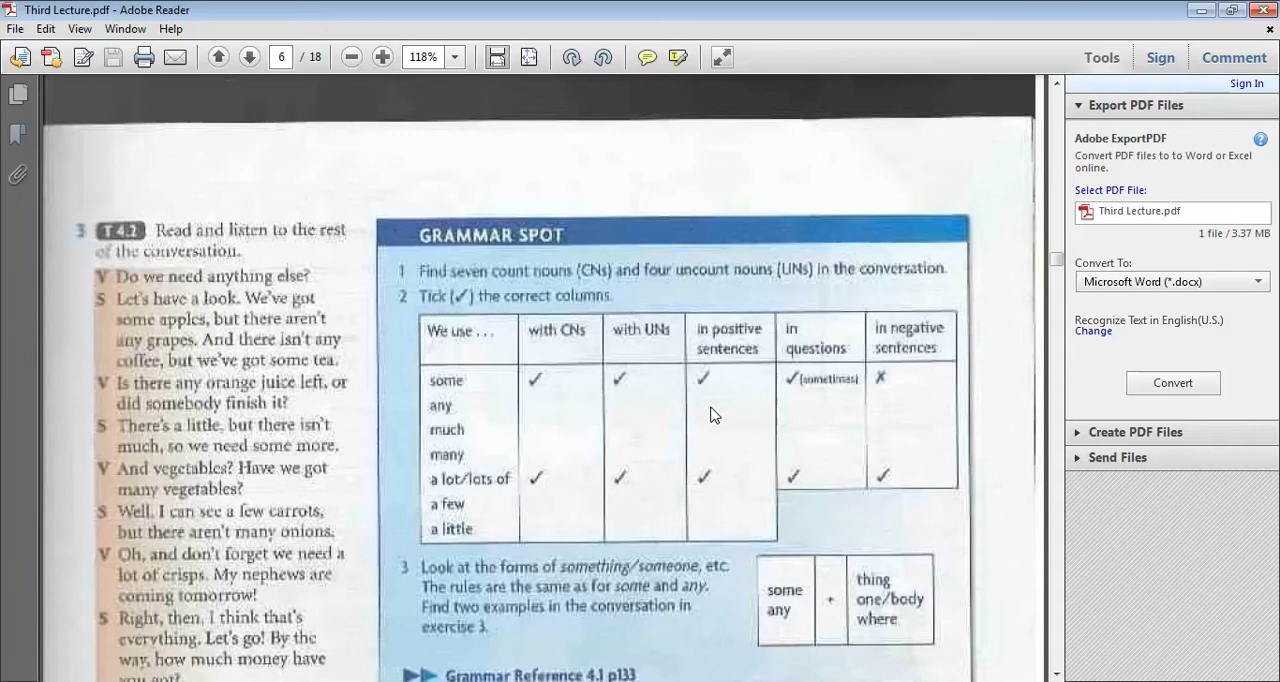 Third Lecture.pdf - Adobe Reader
File Edit View Window Help
6 / 18 118% Tools Sign Comment
Sign In
Export PDF Files
Adobe ExportPDF
Convert PDF files to to Word or Excel
online.
Select PDF File:
Third Lecture.pdf
1 file / 3.37 MB
Convert To:
Microsoft Word (*.docx)
Recognize Text in English(U.S.)
Change
Convert
Create PDF Files
Send Files
3 T 4.2 Read and listen to the rest
of the conversation.
V Do we need anything else?
S Let's have a look. We've got
some apples, but there aren't
any grapes. And there isn't any
coffee, but we've got some tea.
V Is there any orange juice left, or
did somebody finish it?
S There's a little, but there isn't
much, so we need some more.
V And vegetables? Have we got
many vegetables?
S Well, I can see a few carrots,
but there aren't many onions.
V Oh, and don't forget we need a
lot of crisps. My nephews are
coming tomorrow!
S Right, then. I think that's
everything. Let's go! By the
way, how much money have
you got?
GRAMMAR SPOT
1 Find seven count nouns (CNs) and four uncount nouns (UNs) in the conversation.
2 Tick (✓) the correct columns.
We use . . . with CNs with UNs in positive sentences in questions in negative sentences
some ✓ ✓ ✓ ✓(sometimes) ✗
any
much
many
a lot/lots of ✓ ✓ ✓ ✓ ✓
a few
a little
3 Look at the forms of something/someone, etc.
The rules are the same as for some and any.
Find two examples in the conversation in
exercise 3.
some
any
+
thing
one/body
where
Grammar Reference 4.1 p133